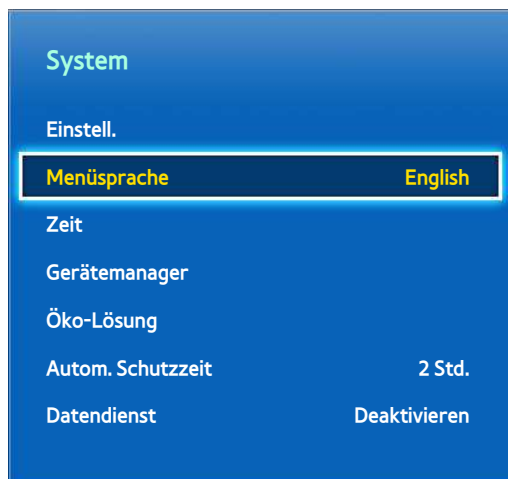 System
Einstell.
Menüsprache English
Zeit
Gerätemanager
Öko-Lösung
Autom. Schutzzeit 2 Std.
Datendienst Deaktivieren